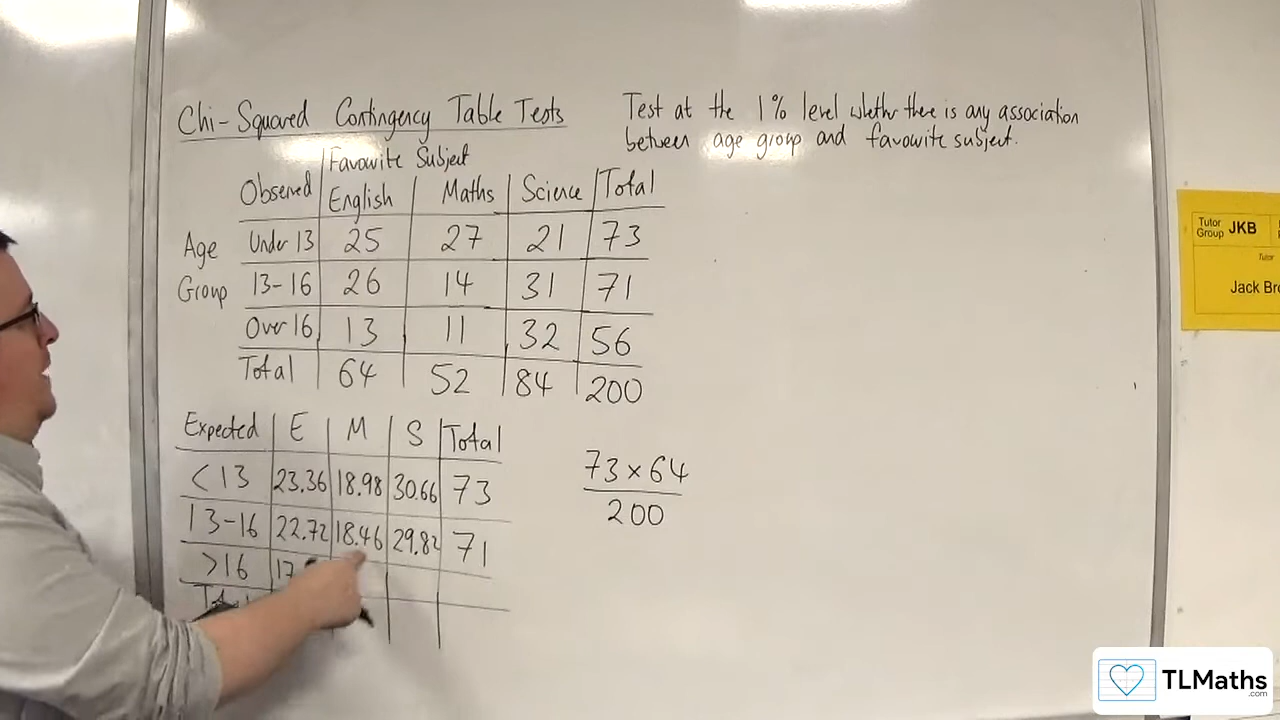 Chi-Squared Contingency Table Tests
Test at the 1% level whether there is any association
between age group and favourite subject.
Favourite Subject
Observed English Maths Science Total
Age Group
Under 13 25 27 21 73
13-16 26 14 31 71
Over 16 13 11 32 56
Total 64 52 84 200
Expected E M S Total
<13 23.36 18.98 30.66 73
13-16 22.72 18.46 29.82 71
>16 17.
73×64
200
Tutor Group JKB
Tutor
Jack Br
TLMaths
.com